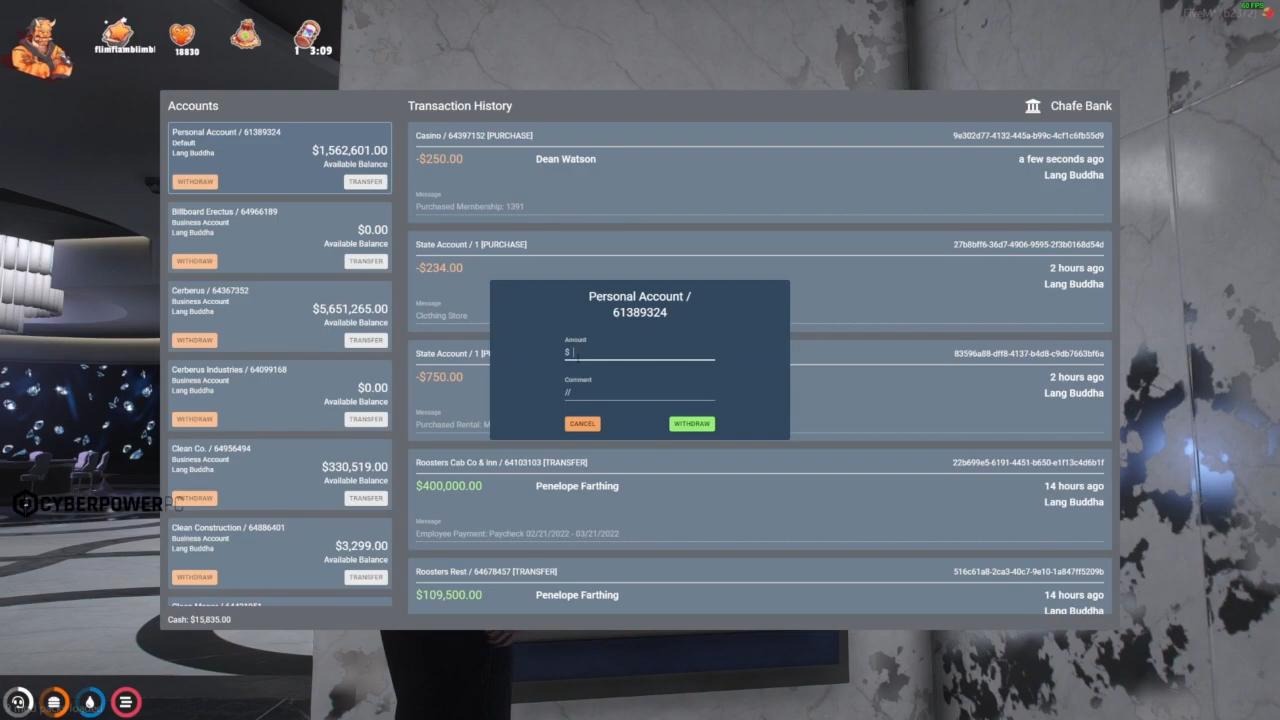 60 FPS
flimflamblimbl
18830
1
3:09
Accounts
Personal Account / 61389324
Default
Lang Buddha
$1,562,601.00
Available Balance
WITHDRAW
TRANSFER
Billboard Erectus / 64966189
Business Account
Lang Buddha
$0.00
Available Balance
WITHDRAW
TRANSFER
Cerberus / 64367352
Business Account
Lang Buddha
$5,651,265.00
Available Balance
WITHDRAW
TRANSFER
Cerberus Industries / 64099168
Business Account
Lang Buddha
$0.00
Available Balance
WITHDRAW
TRANSFER
Clean Co. / 64956494
Business Account
Lang Buddha
$330,519.00
Available Balance
WITHDRAW
TRANSFER
CYBERPOWERPC
Clean Construction / 64886401
Business Account
Lang Buddha
$3,299.00
Available Balance
WITHDRAW
TRANSFER
Cash: $15,835.00
Transaction History
Chafe Bank
Casino / 64397152 [PURCHASE]
9e302d77-4132-445a-b99c-4cf1c6fb55d9
-$250.00
Dean Watson
a few seconds ago
Lang Buddha
Message
Purchased Membership: 1391
State Account / 1 [PURCHASE]
27b8bff6-36d7-4906-9595-2f3b0168d54d
-$234.00
2 hours ago
Lang Buddha
Message
Clothing Store
State Account / 1 [P
83596a88-dff8-4137-b4d8-c9db7663bf6a
-$750.00
2 hours ago
Lang Buddha
Message
Purchased Rental: M
Roosters Cab Co & Inn / 64103103 [TRANSFER]
22b699e5-6191-4451-b650-e1f13c4d6b1f
$400,000.00
Penelope Farthing
14 hours ago
Lang Buddha
Message
Employee Payment: Paycheck 02/21/2022 - 03/21/2022
Roosters Rest / 64678457 [TRANSFER]
516c61a8-2ca3-40c7-9e10-1a847ff5209b
$109,500.00
Penelope Farthing
14 hours ago
Lang Buddha
Personal Account /
61389324
Amount
$
Comment
//
CANCEL
WITHDRAW